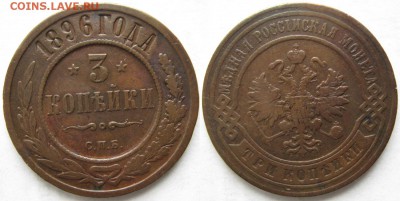 COINS.LAVE.RU
1896 ГОДА
3
КОПѢЙКИ
С.П.Б.
МѢДНАЯ РОССІЙСКАЯ МОНЕТА
ТРИ КОПѢЙКИ